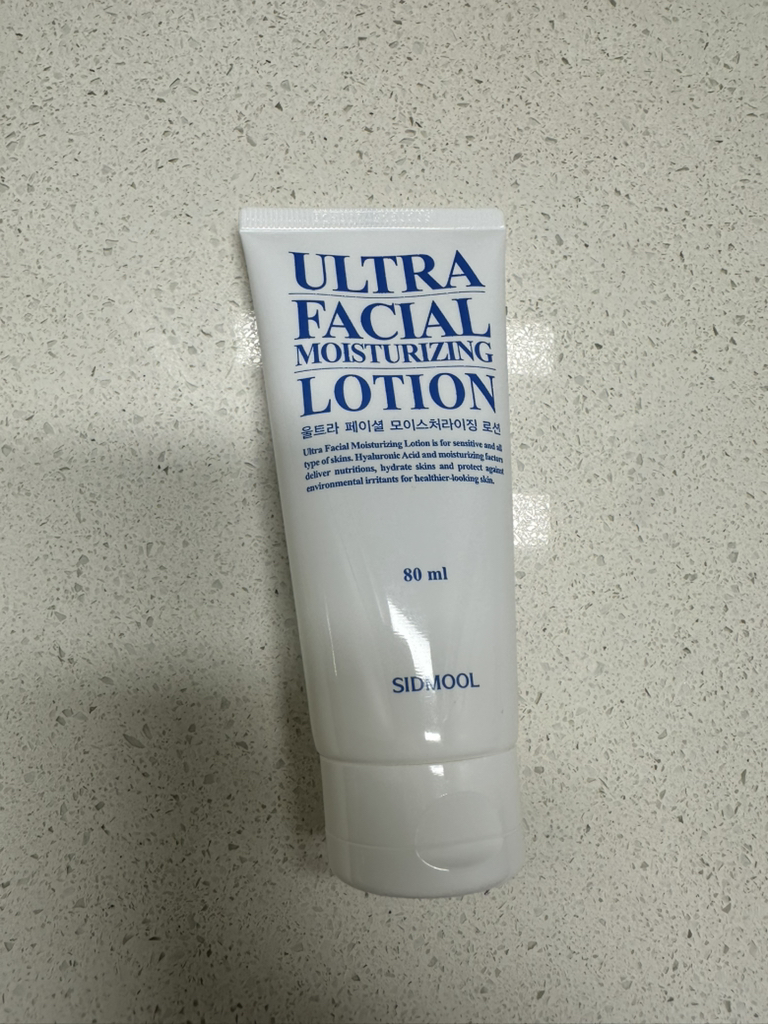 ULTRA
FACIAL
MOISTURIZING
LOTION
울트라 페이셜 모이스처라이징 로션
Ultra Facial Moisturizing Lotion is for sensitive and all
type of skins. Hyaluronic Acid and moisturizing factors
deliver nutritions, hydrate skins and protect against
environmental irritants for healthier-looking skin.
80 ml
SIDMOOL